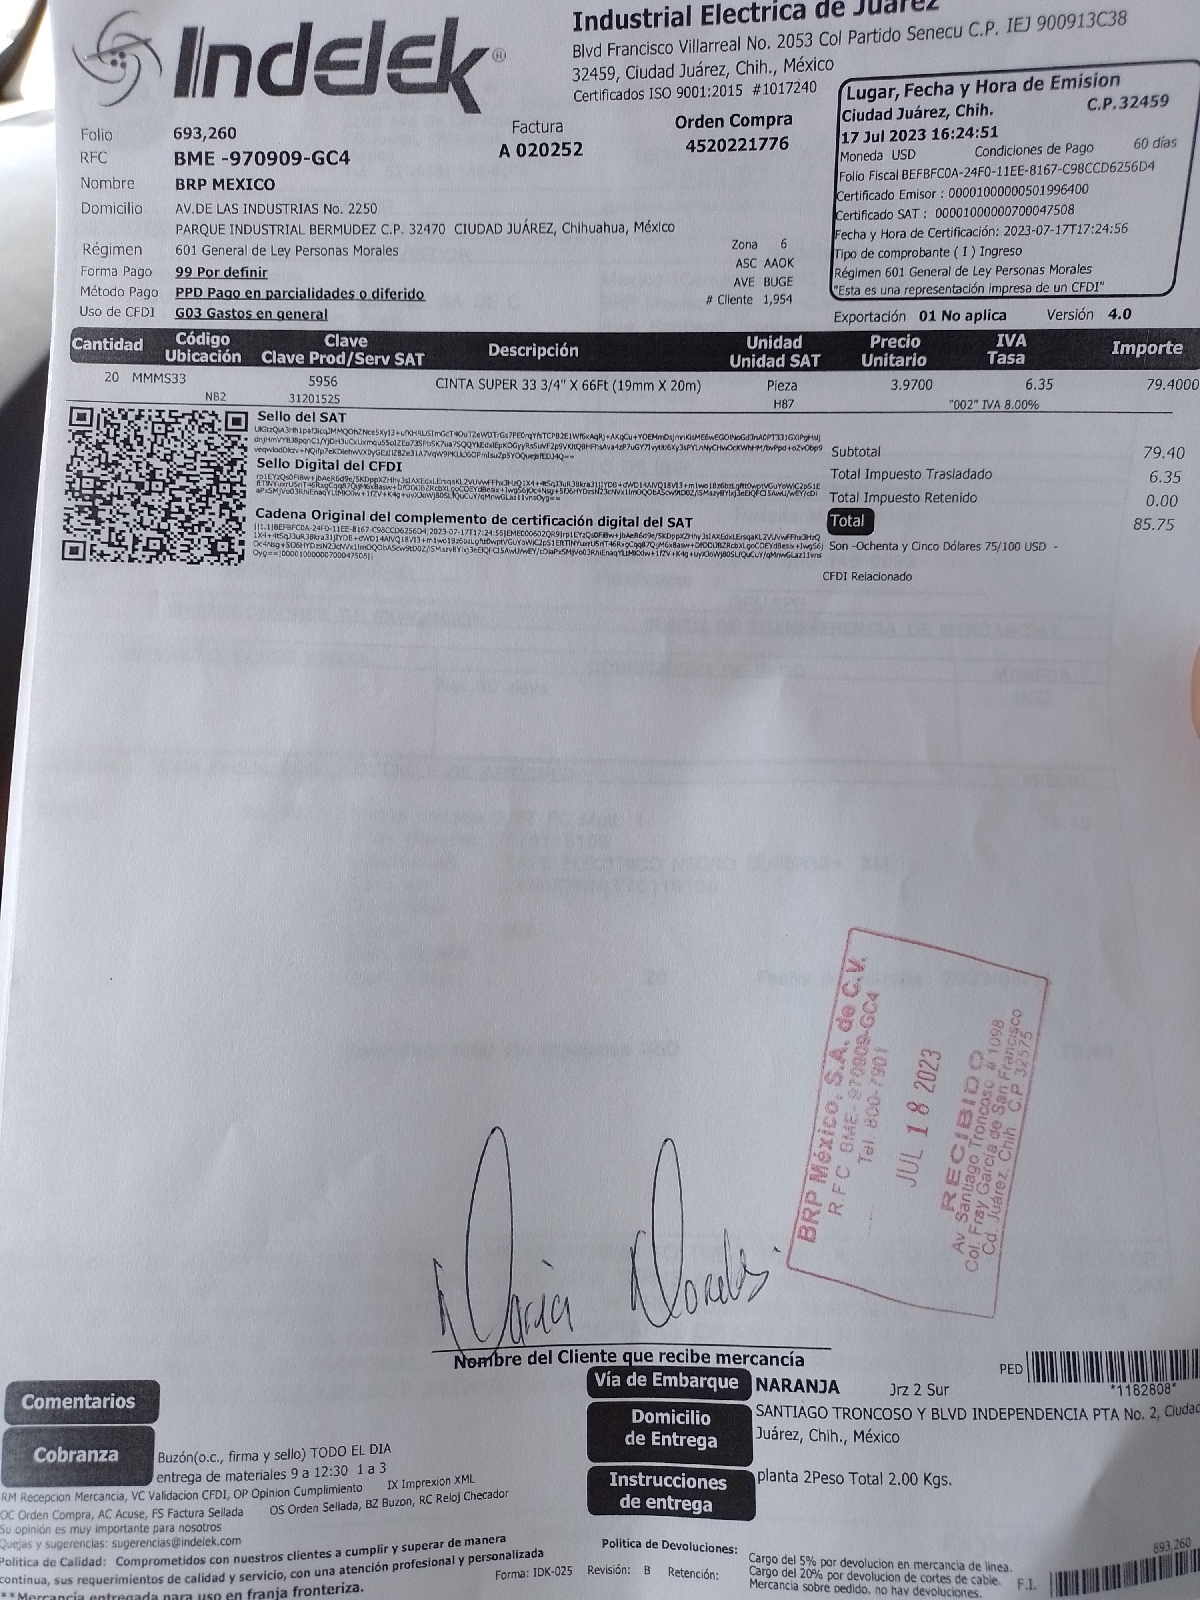 Indelek®
Industrial Electrica de Juárez
Blvd Francisco Villarreal No. 2053 Col Partido Senecu C.P. IEJ 900913C38
32459, Ciudad Juárez, Chih., México
Certificados ISO 9001:2015 #1017240
Folio 693,260
Factura
A 020252
Orden Compra
4520221776
RFC BME -970909-GC4
Nombre BRP MEXICO
Domicilio AV.DE LAS INDUSTRIAS No. 2250
PARQUE INDUSTRIAL BERMUDEZ C.P. 32470 CIUDAD JUÁREZ, Chihuahua, México
Régimen 601 General de Ley Personas Morales
Forma Pago 99 Por definir
Método Pago PPD Pago en parcialidades o diferido
Uso de CFDI G03 Gastos en general
Zona 6
ASC AAOK
AVE BUGE
# Cliente 1,954
Lugar, Fecha y Hora de Emision
Ciudad Juárez, Chih. C.P.32459
17 Jul 2023 16:24:51
Moneda USD Condiciones de Pago 60 días
Folio Fiscal BEFBFC0A-24F0-11EE-8167-C98CCD6256D4
Certificado Emisor : 00001000000501996400
Certificado SAT : 00001000000700047508
Fecha y Hora de Certificación: 2023-07-17T17:24:56
Tipo de comprobante ( I ) Ingreso
Régimen 601 General de Ley Personas Morales
"Esta es una representación impresa de un CFDI"
Exportación 01 No aplica Versión 4.0
Cantidad Código Ubicación Clave Clave Prod/Serv SAT Descripción Unidad Unidad SAT Precio Unitario IVA Tasa Importe
20 MMMS33 5956 CINTA SUPER 33 3/4" X 66Ft (19mm X 20m) Pieza 3.9700 6.35 79.4000
NB2 31201525 H87 "002" IVA 8.00%
Sello del SAT
Sello Digital del CFDI
Cadena Original del complemento de certificación digital del SAT
Subtotal 79.40
Total Impuesto Trasladado 6.35
Total Impuesto Retenido 0.00
Total 85.75
Son -Ochenta y Cinco Dólares 75/100 USD -
CFDI Relacionado
BRP México, S.A. de C.V.
R.F.C BME-970909-GC4
Tel. 800-7901
JUL 18 2023
RECIBIDO
Av Santiago Troncoso # 1098
Col. Fray García de San Francisco
Cd. Juárez, Chih C.P 32575
Nombre del Cliente que recibe mercancía
PED
*1182808*
Vía de Embarque NARANJA Jrz 2 Sur
Domicilio de Entrega SANTIAGO TRONCOSO Y BLVD INDEPENDENCIA PTA No. 2, Ciudad
Juárez, Chih., México
Instrucciones de entrega planta 2Peso Total 2.00 Kgs.
Comentarios
Cobranza Buzón(o.c., firma y sello) TODO EL DIA
entrega de materiales 9 a 12:30 1 a 3
RM Recepcion Mercancia, VC Validacion CFDI, OP Opinion Cumplimiento IX Imprexion XML
OC Orden Compra, AC Acuse, FS Factura Sellada OS Orden Sellada, BZ Buzon, RC Reloj Checador
Su opinión es muy importante para nosotros
Quejas y sugerencias: sugerencias@indelek.com
Política de Calidad: Comprometidos con nuestros clientes a cumplir y superar de manera
continua, sus requerimientos de calidad y servicio, con una atención profesional y personalizada
**Mercancía entregada para uso en franja fronteriza.
Forma: IDK-025 Revisión: B Retención:
Politica de Devoluciones:
Cargo del 5% por devolucion en mercancia de linea.
Cargo del 20% por devolucion de cortes de cable.
Mercancia sobre pedido, no hay devoluciones.
F.I.
693,260